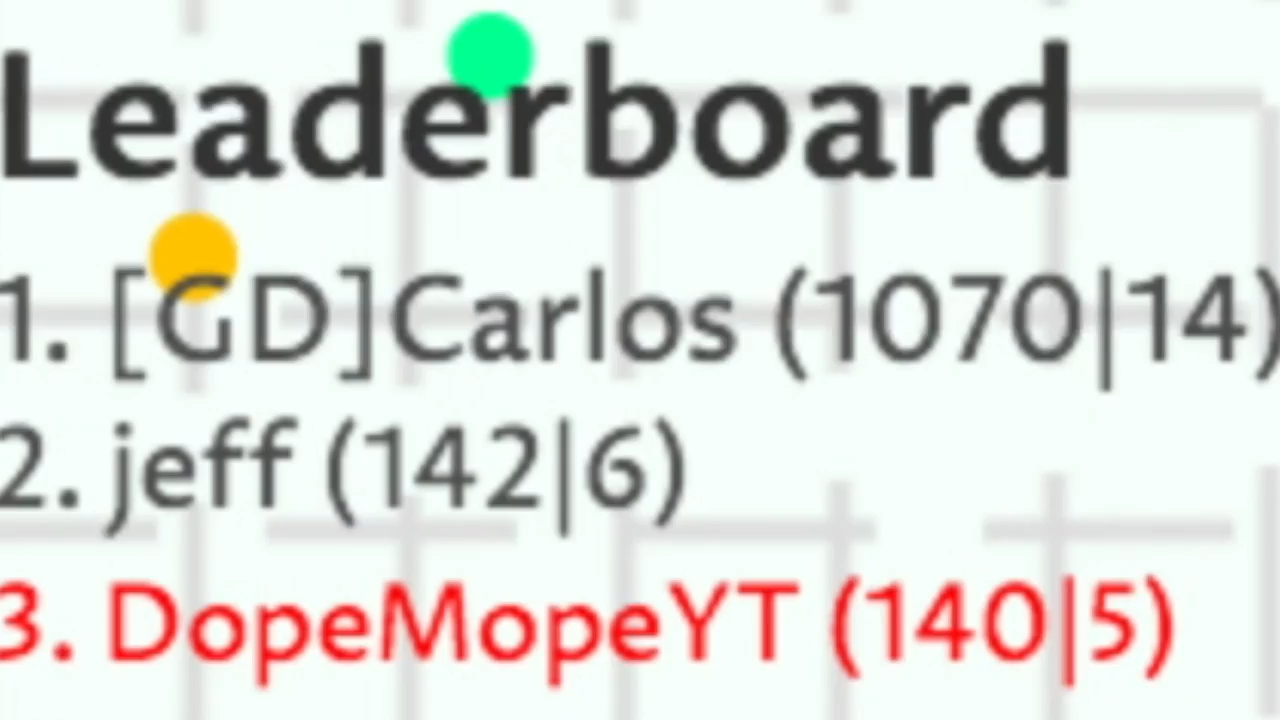 Leaderboard
1. [GD]Carlos (1070|14)
2. jeff (142|6)
3. DopeMopeYT (140|5)